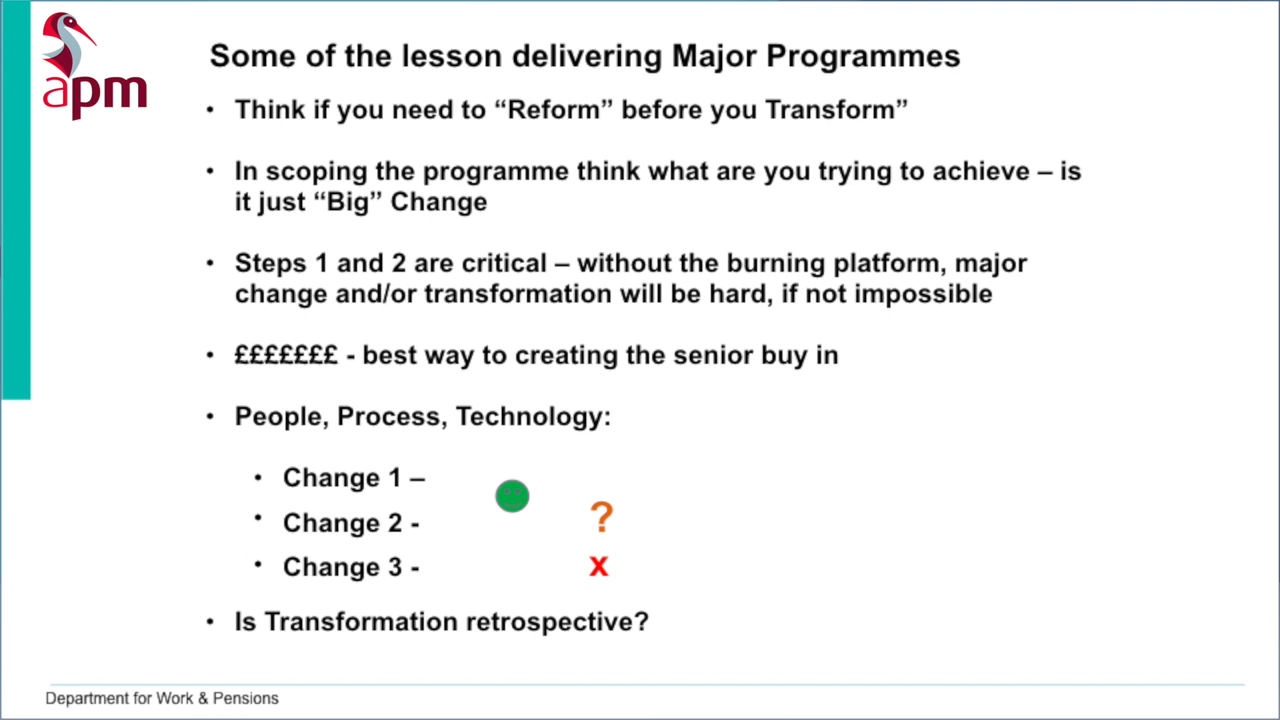 apm
Some of the lesson delivering Major Programmes
• Think if you need to “Reform” before you Transform”
• In scoping the programme think what are you trying to achieve – is
it just “Big” Change
• Steps 1 and 2 are critical – without the burning platform, major
change and/or transformation will be hard, if not impossible
• £££££££ - best way to creating the senior buy in
• People, Process, Technology:
• Change 1 –
• Change 2 - ?
• Change 3 - x
• Is Transformation retrospective?
Department for Work & Pensions